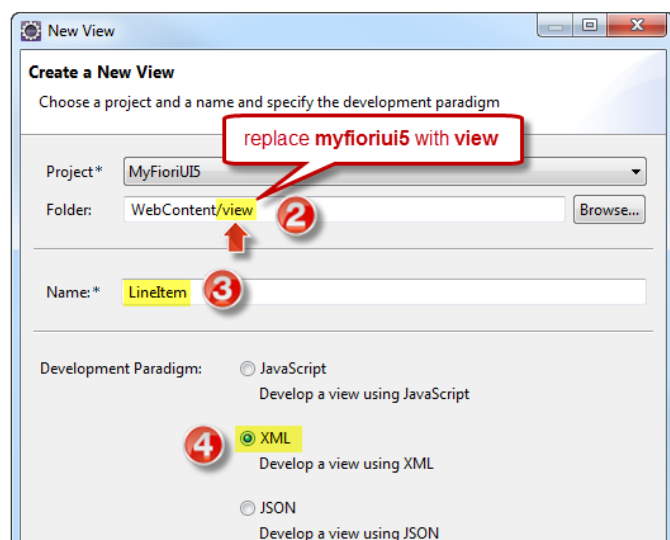 New View
Create a New View
Choose a project and a name and specify the development paradigm
replace myfioriui5 with view
Project* MyFioriUI5
Folder: WebContent/view 2 Browse...
Name:* LineItem 3
Development Paradigm: JavaScript
Develop a view using JavaScript
4 XML
Develop a view using XML
JSON
Develop a view using JSON